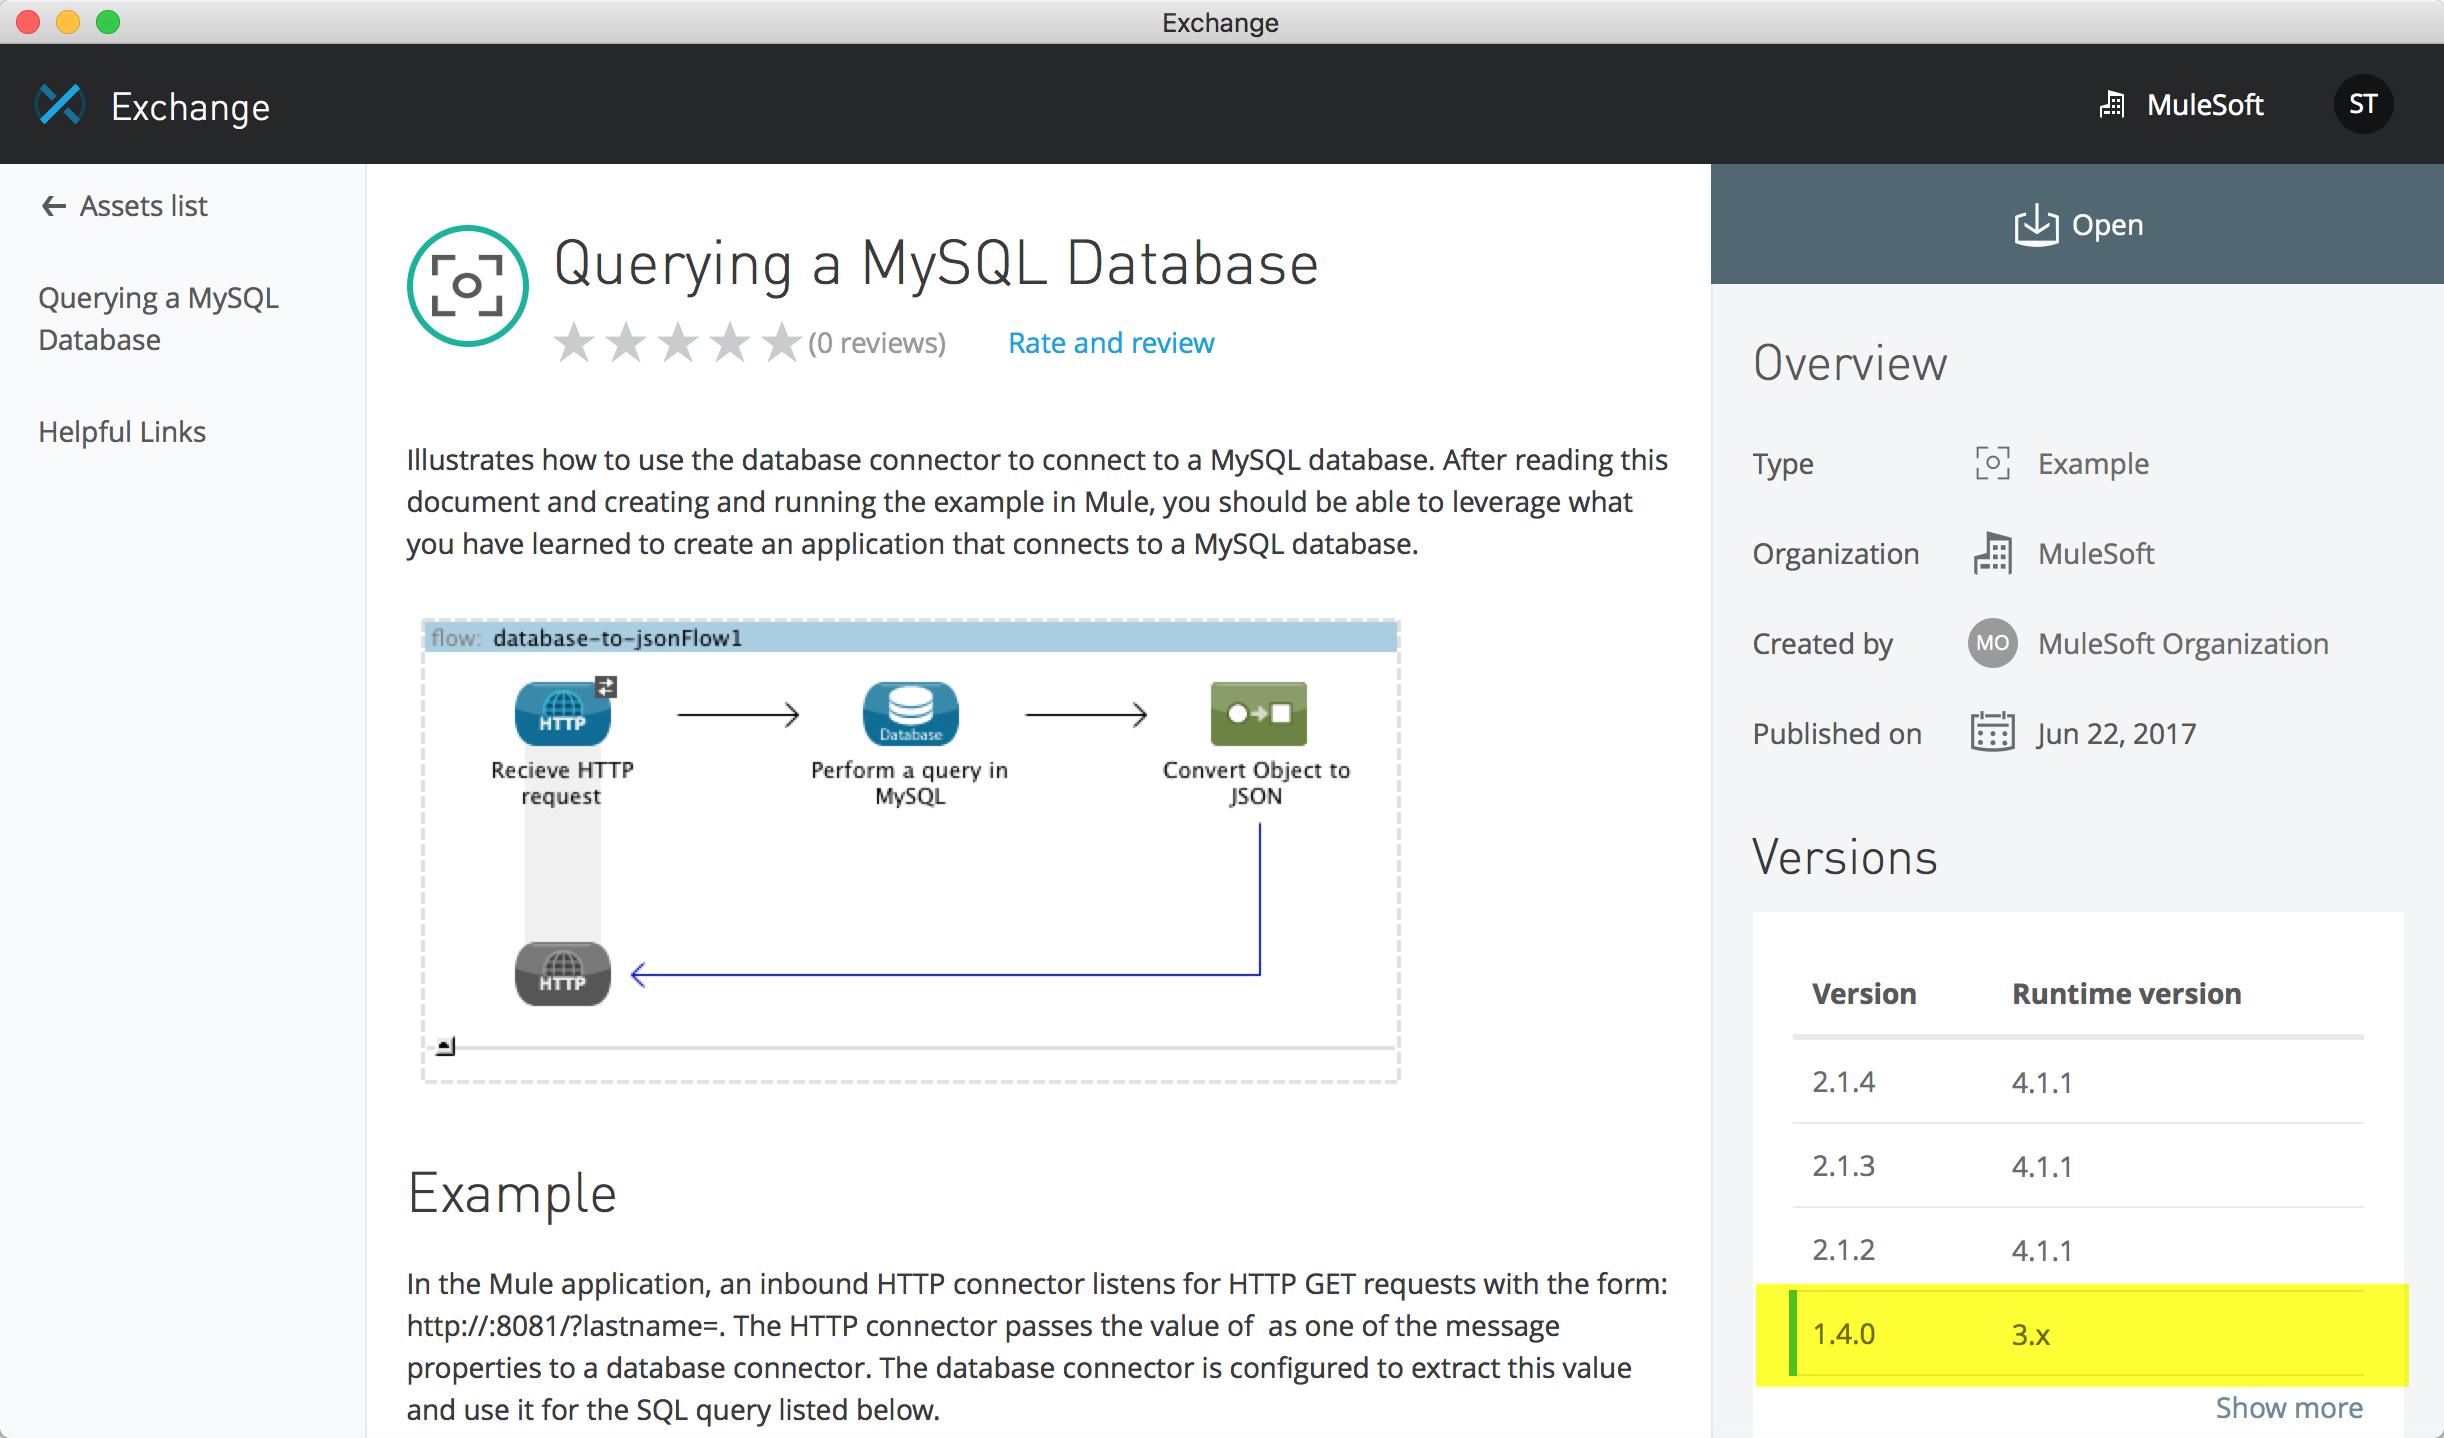 Exchange
Exchange
MuleSoft
ST
Assets list
Querying a MySQL
Database
Helpful Links
Querying a MySQL Database
(0 reviews)
Rate and review
Illustrates how to use the database connector to connect to a MySQL database. After reading this
document and creating and running the example in Mule, you should be able to leverage what
you have learned to create an application that connects to a MySQL database.
flow: database-to-jsonFlow1
HTTP
Database
Recieve HTTP
request
Perform a query in
MySQL
Convert Object to
JSON
HTTP
Example
In the Mule application, an inbound HTTP connector listens for HTTP GET requests with the form:
http://:8081/?lastname=. The HTTP connector passes the value of  as one of the message
properties to a database connector. The database connector is configured to extract this value
and use it for the SQL query listed below.
Open
Overview
Type Example
Organization MuleSoft
Created by MO MuleSoft Organization
Published on Jun 22, 2017
Versions
Version Runtime version
2.1.4 4.1.1
2.1.3 4.1.1
2.1.2 4.1.1
1.4.0 3.x
Show more